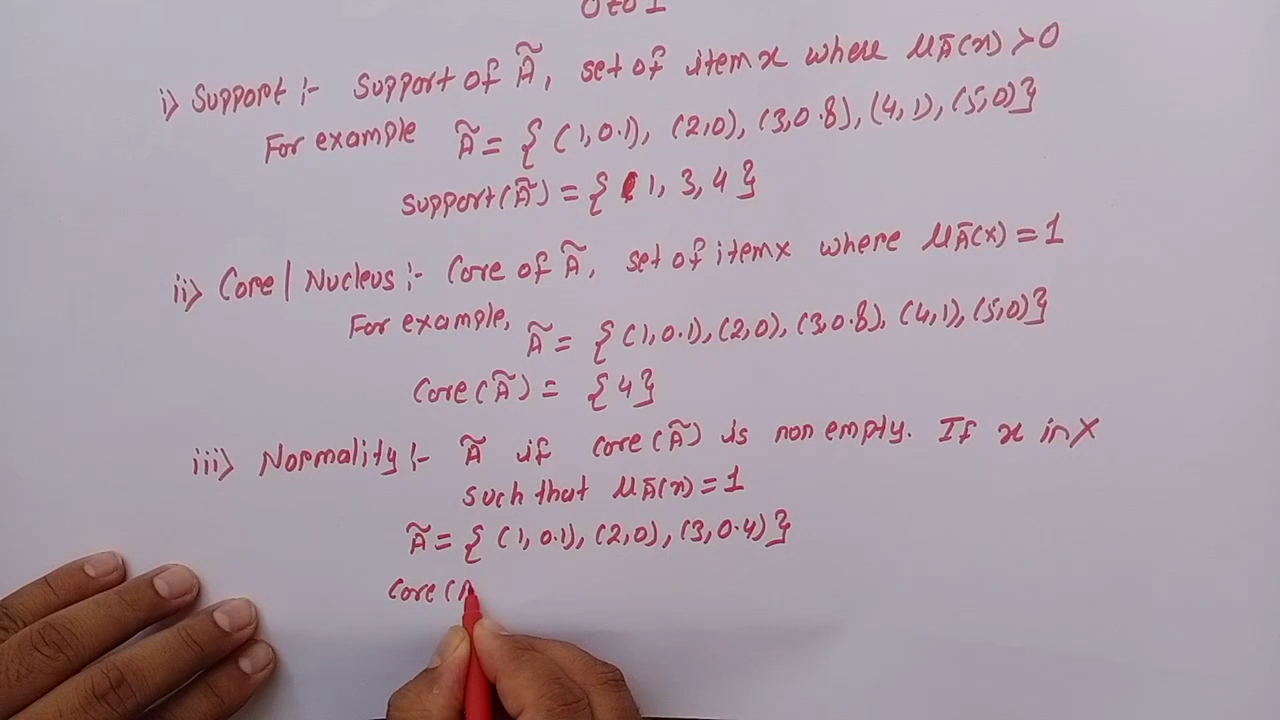 0 to 1
i) Support :- Support of Ã, set of item x where μÃ(x) > 0
For example Ã = { (1, 0.1), (2,0), (3,0.8), (4,1), (5,0)}
Support(Ã) = { 1, 3, 4 }
ii) Core | Nucleus :- Core of Ã, set of item x where μÃ(x) = 1
For example, Ã = { (1, 0.1), (2,0), (3,0.8), (4,1), (5,0)}
Core(Ã) = {4}
iii) Normality :- Ã if core(Ã) is non empty. If x in X
such that μÃ(x) = 1
Ã = { (1, 0.1), (2,0), (3,0.4)}
Core(A